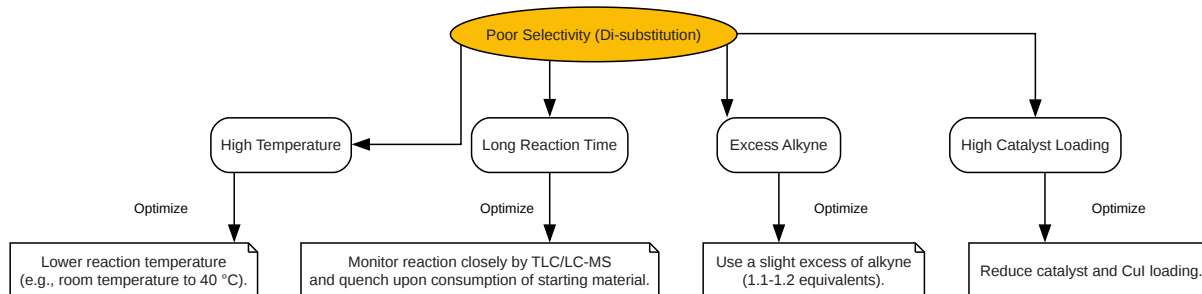 Poor Selectivity (Di-substitution)
High Temperature
Long Reaction Time
Excess Alkyne
High Catalyst Loading
Optimize
Optimize
Optimize
Optimize
Lower reaction temperature
(e.g., room temperature to 40 °C).
Monitor reaction closely by TLC/LC-MS
and quench upon consumption of starting material.
Use a slight excess of alkyne
(1.1-1.2 equivalents).
Reduce catalyst and CuI loading.